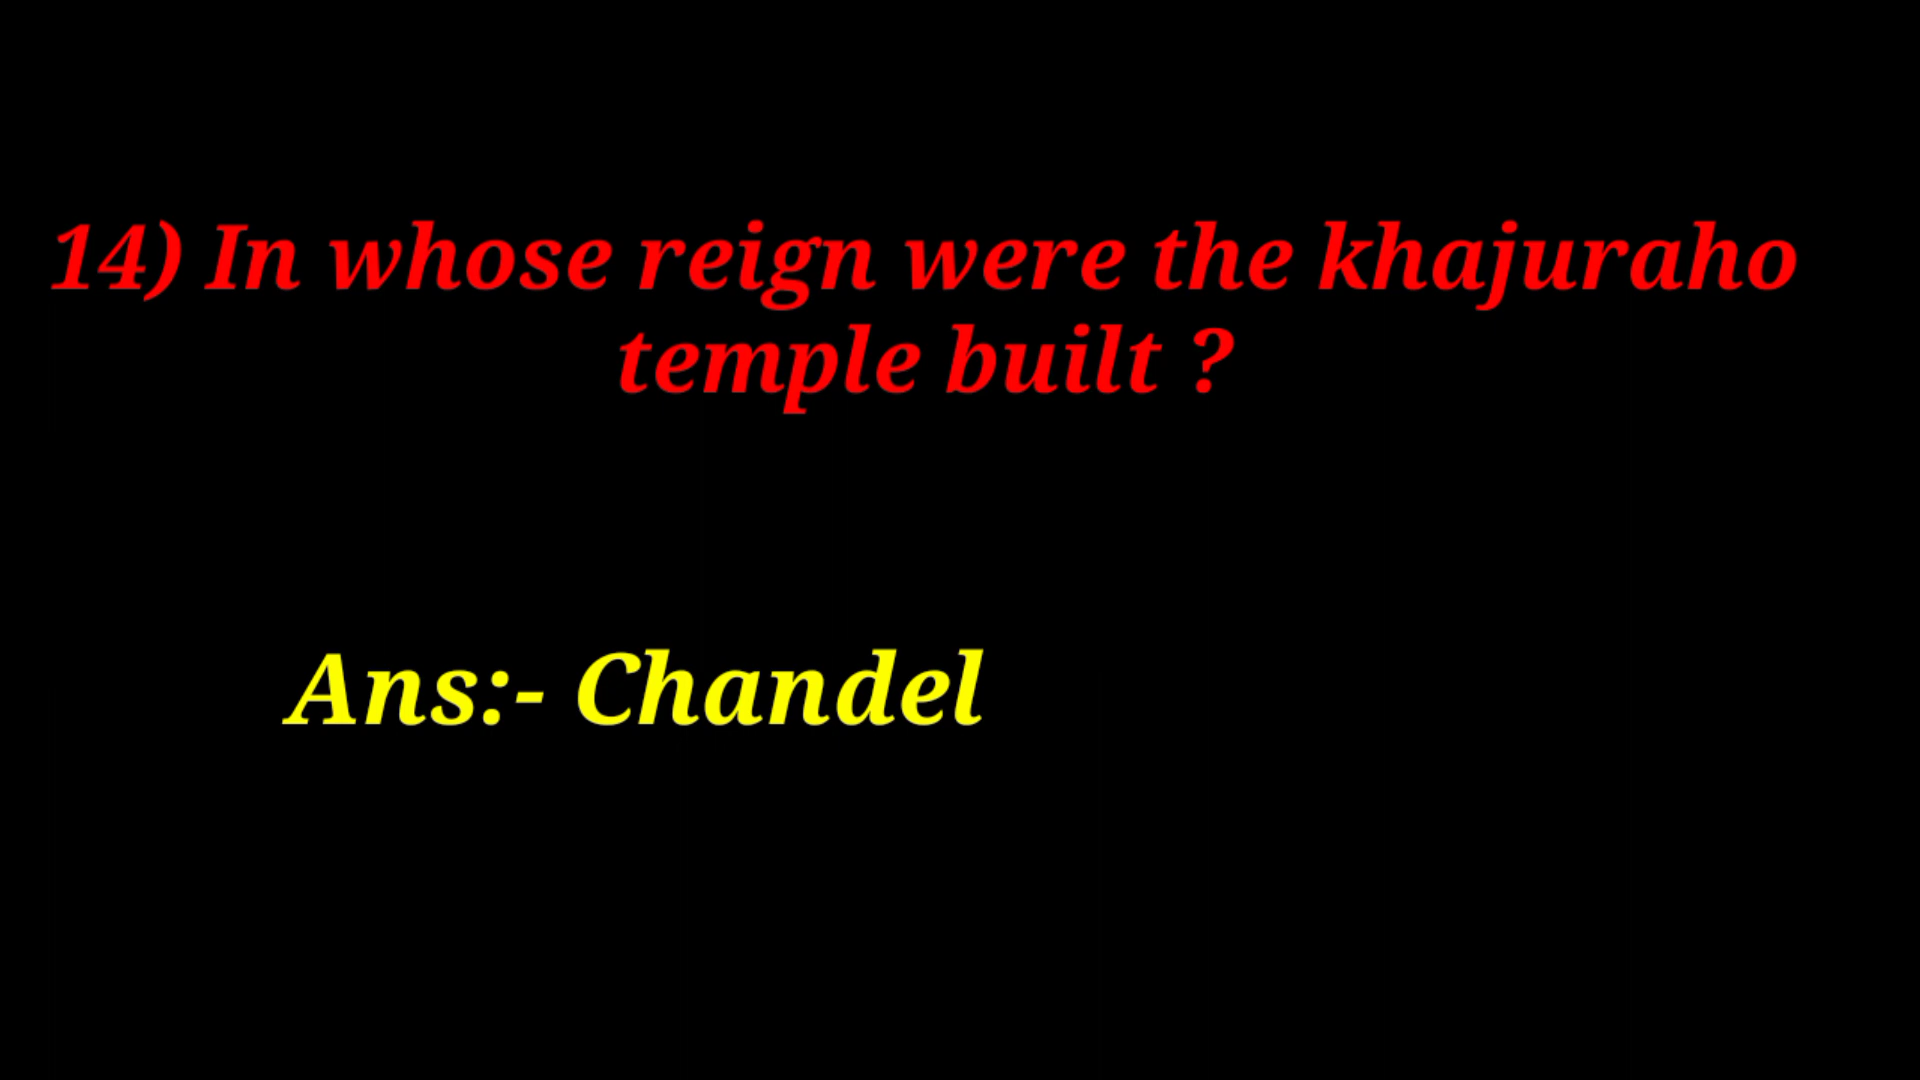 14) In whose reign were the khajuraho
temple built ?
Ans:- Chandel